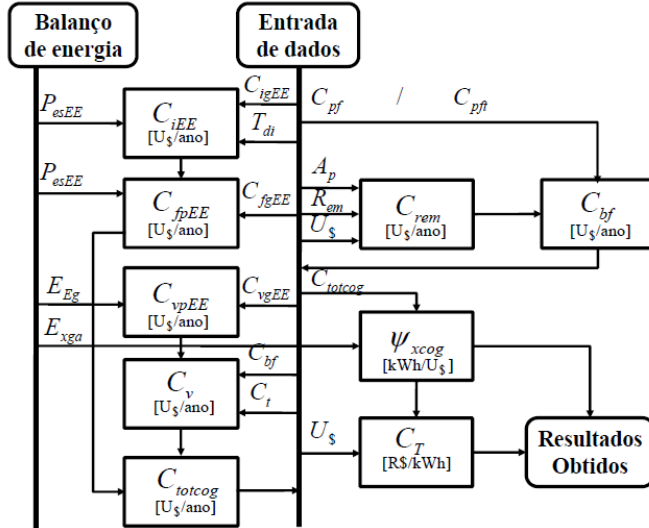 Balanço
de energia
Entrada
de dados
P_esEE
C_iEE
[U$/ano]
C_igEE
T_di
C_pf / C_pft
P_esEE
C_fpEE
[U$/ano]
C_fgEE
A_p
R_em
U_$
C_rem
[U$/ano]
C_bf
[U$/ano]
E_Eg
C_vpEE
[U$/ano]
C_vgEE
C_totcog
E_xga
ψ_xcog
[kWh/U$]
C_v
[U$/ano]
C_bf
C_t
U_$
C_T
[R$/kWh]
Resultados
Obtidos
C_totcog
[U$/ano]